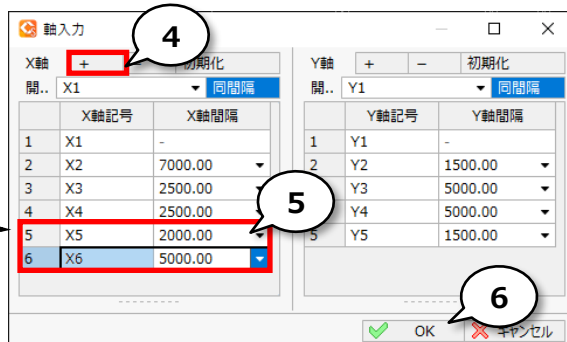 軸入力
4
X軸 + − 初期化
開.. X1 同間隔
X軸記号 X軸間隔
1 X1 -
2 X2 7000.00
3 X3 2500.00
4 X4 2500.00
5 X5 2000.00
6 X6 5000.00
5
Y軸 + − 初期化
開.. Y1 同間隔
Y軸記号 Y軸間隔
1 Y1 -
2 Y2 1500.00
3 Y3 5000.00
4 Y4 5000.00
5 Y5 1500.00
6
OK キャンセル